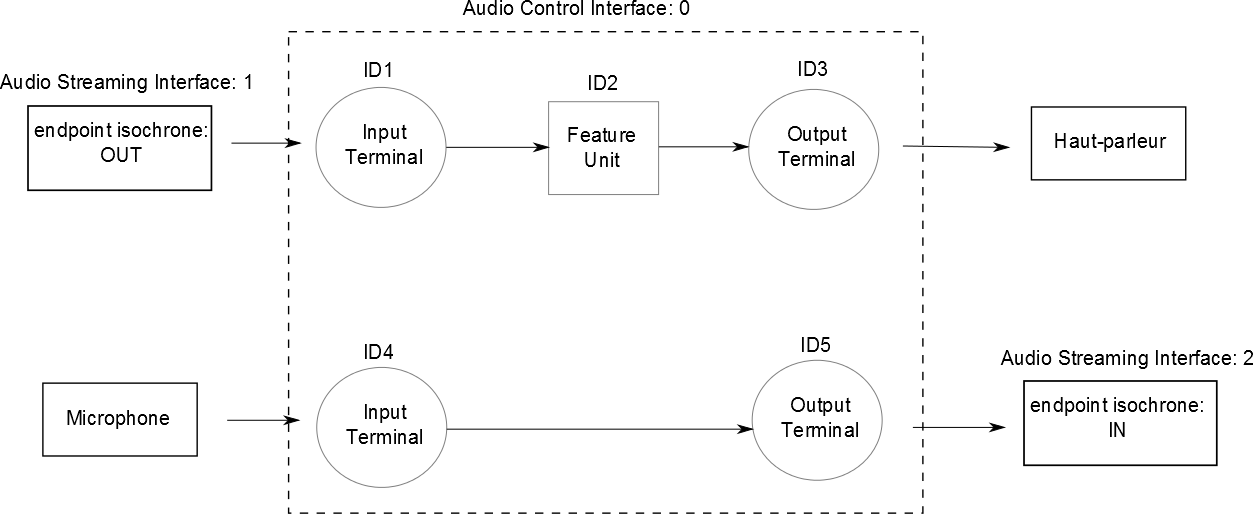 Audio Control Interface: 0
Audio Streaming Interface: 1
endpoint isochrone:
OUT
ID1
Input
Terminal
ID2
Feature
Unit
ID3
Output
Terminal
Haut-parleur
Microphone
ID4
Input
Terminal
ID5
Output
Terminal
Audio Streaming Interface: 2
endpoint isochrone:
IN